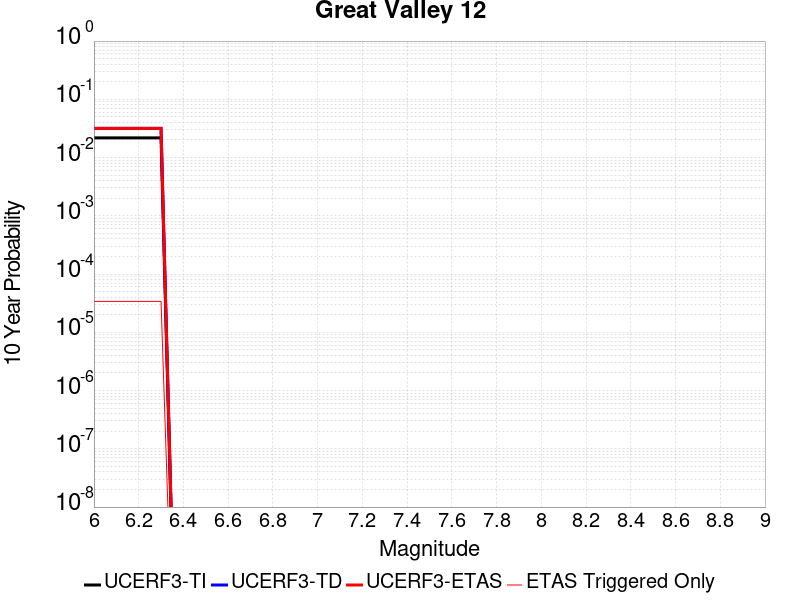 Great Valley 12
10^0
10^-1
10^-2
10^-3
10^-4
10^-5
10^-6
10^-7
10^-8
10 Year Probability
6 6.2 6.4 6.6 6.8 7 7.2 7.4 7.6 7.8 8 8.2 8.4 8.6 8.8 9
Magnitude
UCERF3-TI UCERF3-TD UCERF3-ETAS ETAS Triggered Only